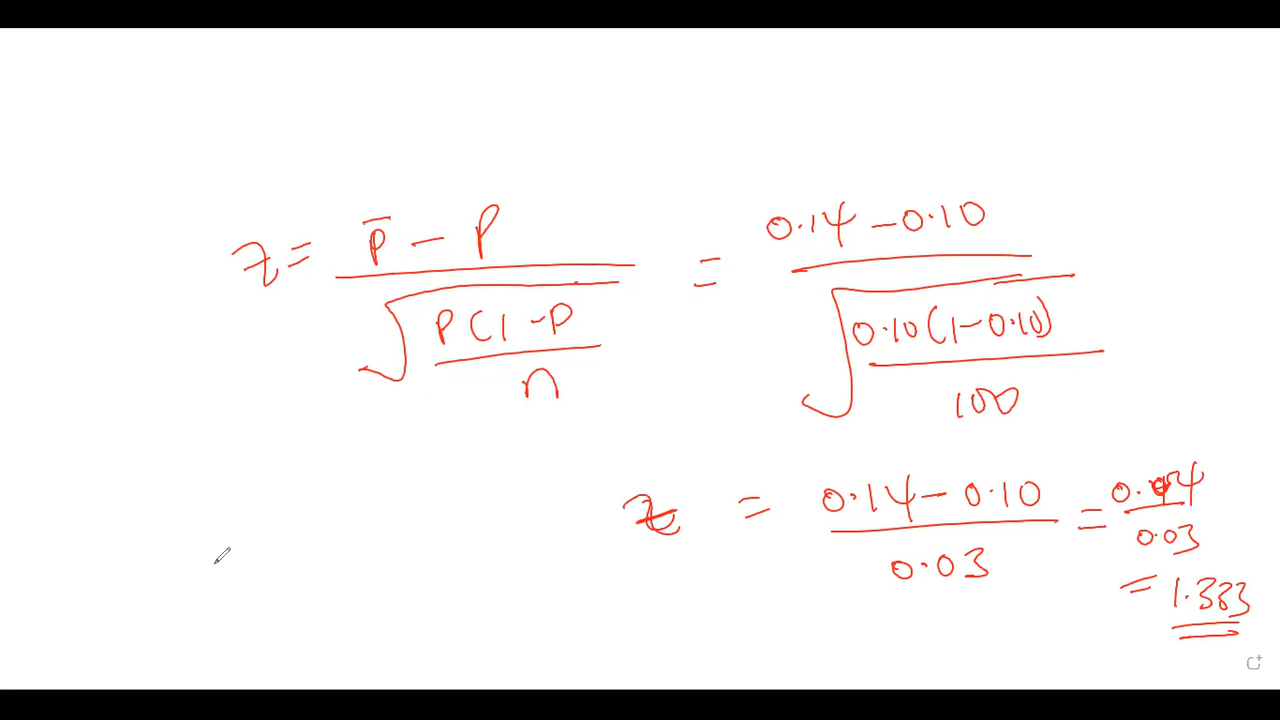 z = (p̄ - P) / √(P(1-P / n) = (0.14 - 0.10) / √(0.10(1-0.10) / 100)
z = (0.14 - 0.10) / 0.03 = 0.04 / 0.03
= 1.333